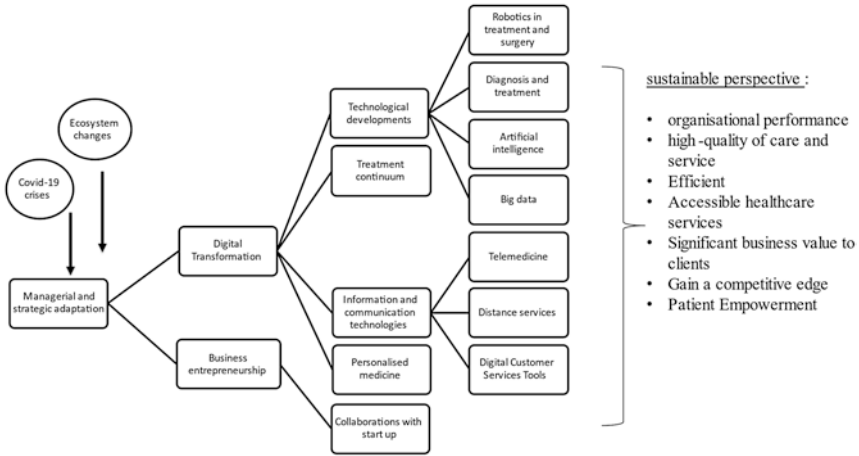 Ecosystem
changes
Covid-19
crises
Managerial and
strategic adaptation
Digital
Transformation
Business
entrepreneurship
Technological
developments
Treatment
continuum
Information and
communication
technologies
Personalised
medicine
Collaborations with
start up
Robotics in
treatment and
surgery
Diagnosis and
treatment
Artificial
intelligence
Big data
Telemedicine
Distance services
Digital Customer
Services Tools
sustainable perspective :
• organisational performance
• high -quality of care and
service
• Efficient
• Accessible healthcare
services
• Significant business value to
clients
• Gain a competitive edge
• Patient Empowerment